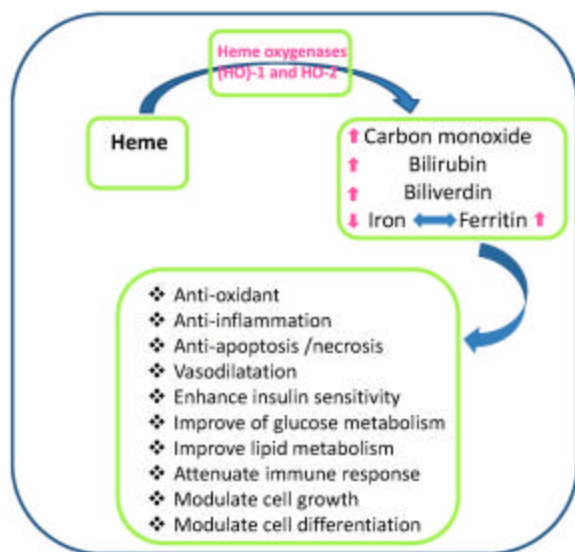 Heme oxygenases
(HO)-1 and HO-2
Heme
⬆ Carbon monoxide
⬆ Bilirubin
⬆ Biliverdin
⬇ Iron ⬌ Ferritin ⬆
❖ Anti-oxidant
❖ Anti-inflammation
❖ Anti-apoptosis /necrosis
❖ Vasodilatation
❖ Enhance insulin sensitivity
❖ Improve of glucose metabolism
❖ Improve lipid metabolism
❖ Attenuate immune response
❖ Modulate cell growth
❖ Modulate cell differentiation